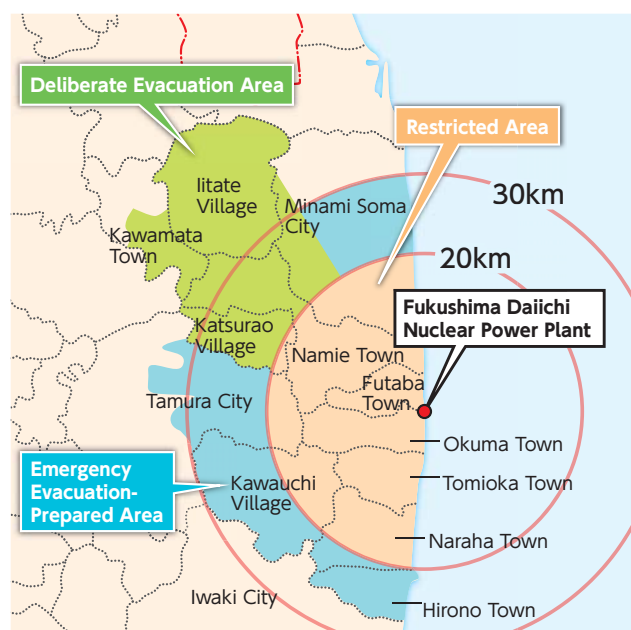 Deliberate Evacuation Area
Restricted Area
30km
Iitate
Village
Minami Soma
City
Kawamata
Town
20km
Fukushima Daiichi
Nuclear Power Plant
Katsurao
Village
Namie Town
Futaba
Town
Tamura City
Okuma Town
Emergency
Evacuation-
Prepared Area
Kawauchi
Village
Tomioka Town
Naraha Town
Iwaki City
Hirono Town